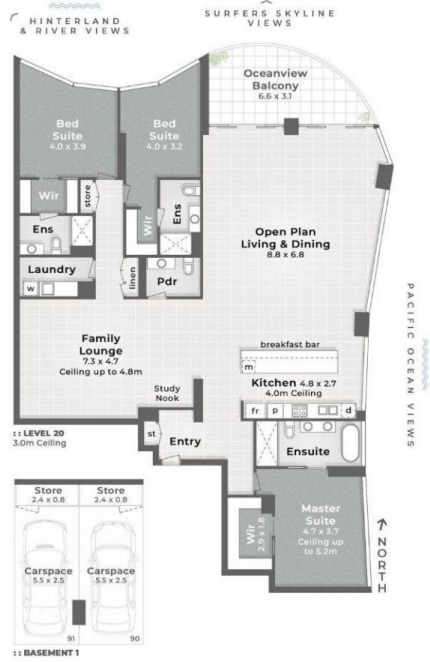 HINTERLAND
& RIVER VIEWS
SURFERS SKYLINE
VIEWS
Oceanview
Balcony
6.6 x 3.1
Bed
Suite
4.0 x 3.9
Bed
Suite
4.0 x 3.2
Wir
store
Ens
Wir
Ens
Laundry
w
linen
Pdr
Open Plan
Living & Dining
8.8 x 6.8
PACIFIC OCEAN VIEWS
Family
Lounge
7.3 x 4.7
Ceiling up to 4.8m
breakfast bar
m
Kitchen 4.8 x 2.7
4.0m Ceiling
Study
Nook
fr
p
d
:: LEVEL 20
3.0m Ceiling
st
Entry
Ensuite
Store
2.4 x 0.8
Store
2.4 x 0.8
Wir
2.9 x 1.8
Master
Suite
4.7 x 3.7
Ceiling up
to 5.2m
NORTH
Carspace
5.5 x 2.5
Carspace
5.5 x 2.5
91
90
:: BASEMENT 1